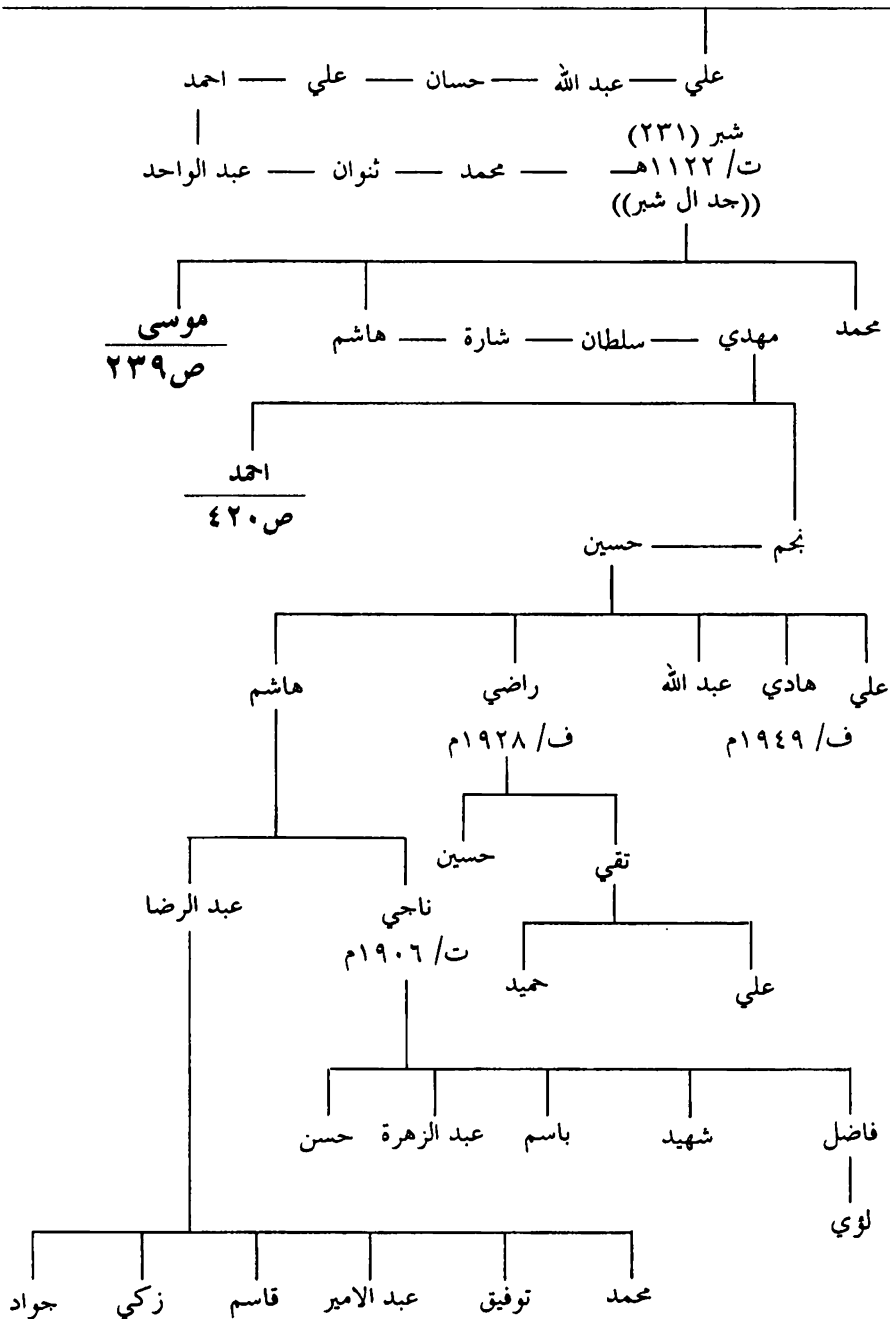 علي — عبد الله — حسان — علي — احمد
شبر (٢٣١)
ت/ ١١٢٢هـ — محمد — ثنوان — عبد الواحد
((جد ال شبر))
محمد
مهدي — سلطان — شارة — هاشم
موسى
ص٢٣٩
احمد
ص٤٢٠
نجم — حسين
علي هادي عبد الله راضي هاشم
ف/ ١٩٤٩م ف/ ١٩٢٨م
تقي حسين
ناجي عبد الرضا
ت/ ١٩٠٦م
علي حميد
فاضل شهيد باسم عبد الزهرة حسن
لؤي
محمد توفيق عبد الامير قاسم زكي جواد